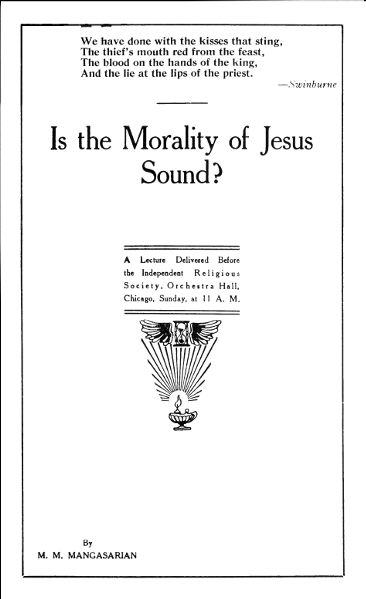 We have done with the kisses that sting,
The thief's mouth red from the feast,
The blood on the hands of the king,
And the lie at the lips of the priest.
—Swinburne
Is the Morality of Jesus
Sound?
A Lecture Delivered Before
the Independent Religious
Society, Orchestra Hall,
Chicago, Sunday, at 11 A. M.
By
M. M. MANGASARIAN